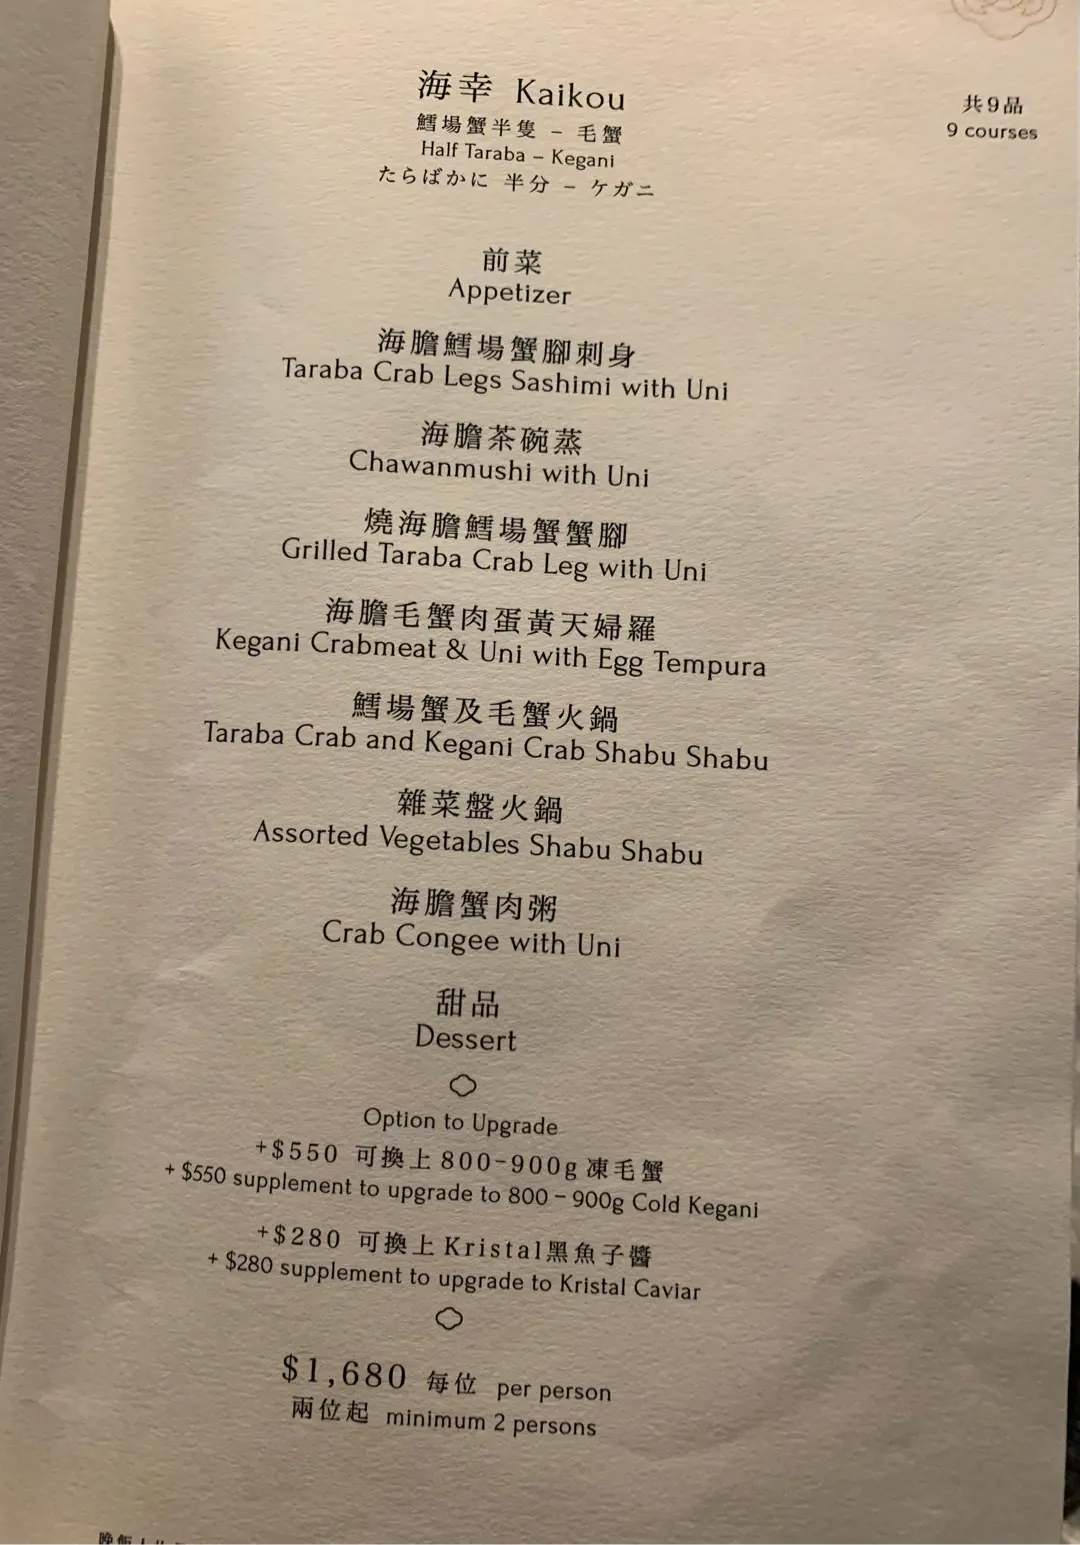 海幸 Kaikou
鱈場蟹半隻 – 毛蟹
Half Taraba – Kegani
たらばかに 半分 – ケガニ
共9品
9 courses
前菜
Appetizer
海膽鱈場蟹腳刺身
Taraba Crab Legs Sashimi with Uni
海膽茶碗蒸
Chawanmushi with Uni
燒海膽鱈場蟹蟹腳
Grilled Taraba Crab Leg with Uni
海膽毛蟹肉蛋黃天婦羅
Kegani Crabmeat & Uni with Egg Tempura
鱈場蟹及毛蟹火鍋
Taraba Crab and Kegani Crab Shabu Shabu
雜菜盤火鍋
Assorted Vegetables Shabu Shabu
海膽蟹肉粥
Crab Congee with Uni
甜品
Dessert
Option to Upgrade
+$550 可換上 800-900g 凍毛蟹
+ $550 supplement to upgrade to 800 – 900g Cold Kegani
+$280 可換上 Kristal黑魚子醬
+ $280 supplement to upgrade to Kristal Caviar
$1,680 每位 per person
兩位起 minimum 2 persons